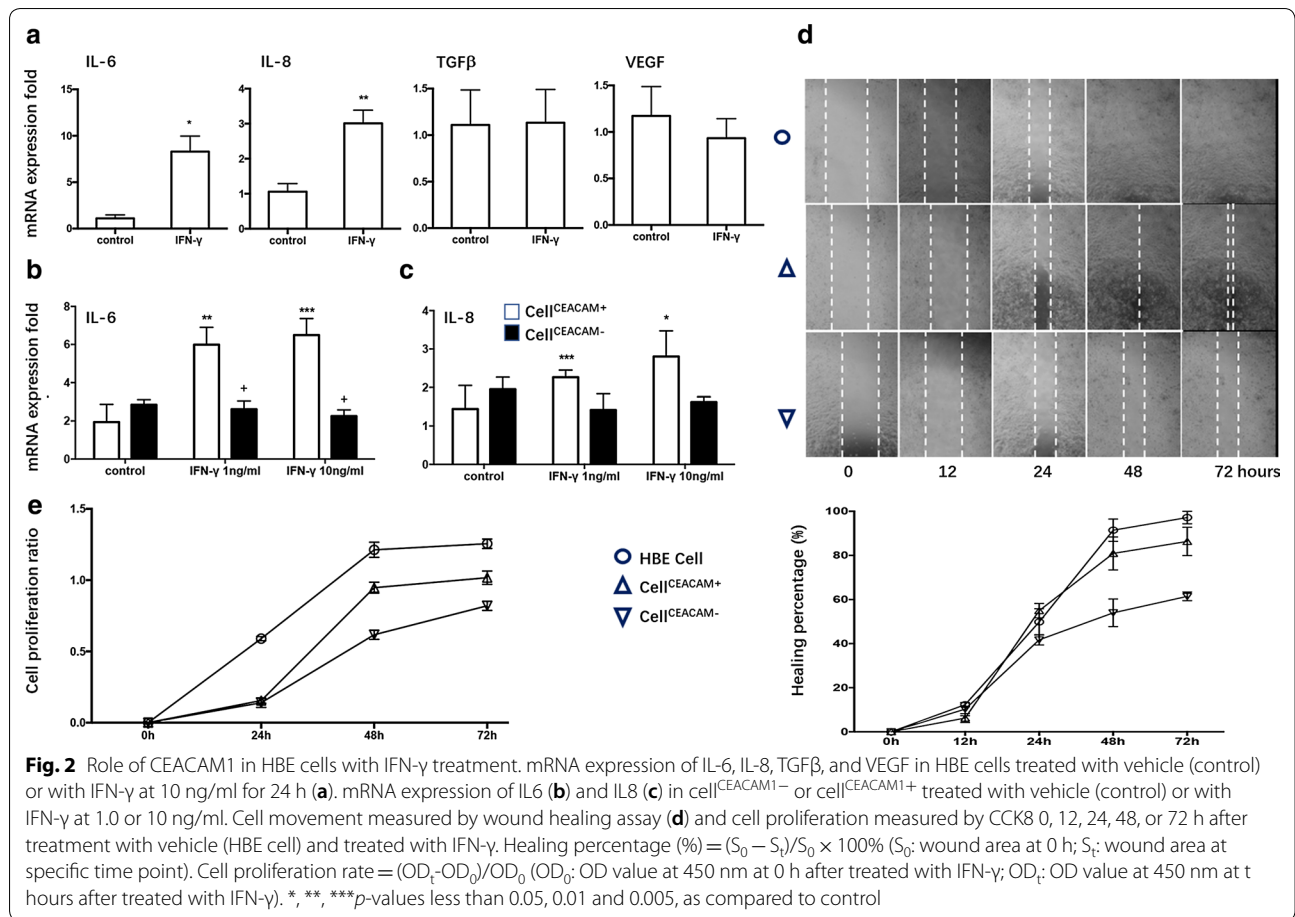 a
IL-6
IL-8
TGFβ
VEGF
mRNA expression fold
15
10
5
0
control
IFN-γ
*
4
3
2
1
0
control
IFN-γ
**
1.5
1.0
0.5
0.0
control
IFN-γ
1.5
1.0
0.5
0.0
control
IFN-γ
b
IL-6
mRNA expression fold
8
6
4
2
0
**
+
***
+
control
IFN-γ 1ng/ml
IFN-γ 10ng/ml
c
IL-8
Cell^CEACAM+
Cell^CEACAM-
4
3
2
1
0
***
*
control
IFN-γ 1ng/ml
IFN-γ 10ng/ml
d
0
12
24
48
72 hours
100
80
60
40
20
0
Healing percentage (%)
0h
12h
24h
48h
72h
e
Cell proliferation ratio
1.5
1.0
0.5
0.0
0h
24h
48h
72h
HBE Cell
Cell^CEACAM+
Cell^CEACAM-
Fig. 2 Role of CEACAM1 in HBE cells with IFN-γ treatment. mRNA expression of IL-6, IL-8, TGFβ, and VEGF in HBE cells treated with vehicle (control)
or with IFN-γ at 10 ng/ml for 24 h (a). mRNA expression of IL6 (b) and IL8 (c) in cell^CEACAM1− or cell^CEACAM1+ treated with vehicle (control) or with
IFN-γ at 1.0 or 10 ng/ml. Cell movement measured by wound healing assay (d) and cell proliferation measured by CCK8 0, 12, 24, 48, or 72 h after
treatment with vehicle (HBE cell) and treated with IFN-γ. Healing percentage (%) = (S₀ − Sₜ)/S₀ × 100% (S₀: wound area at 0 h; Sₜ: wound area at
specific time point). Cell proliferation rate = (ODₜ-OD₀)/OD₀ (OD₀: OD value at 450 nm at 0 h after treated with IFN-γ; ODₜ: OD value at 450 nm at t
hours after treated with IFN-γ). *, **, ***p-values less than 0.05, 0.01 and 0.005, as compared to control